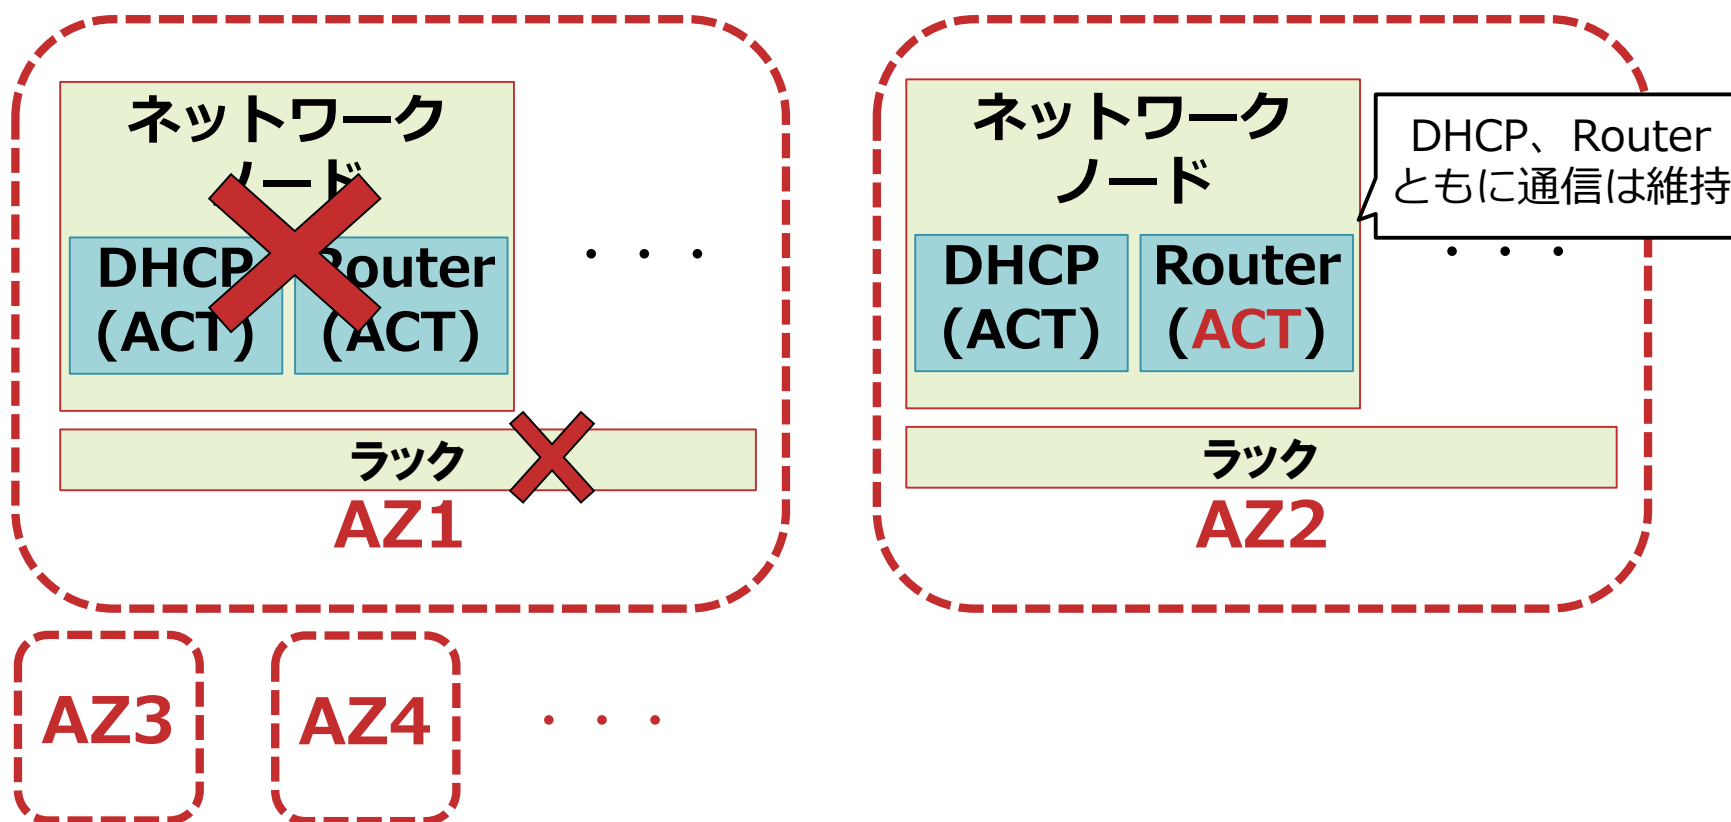 ネットワーク
ノード
DHCP
(ACT)
Router
(ACT)
・・・
ラック
AZ1
ネットワーク
ノード
DHCP
(ACT)
Router
(ACT)
DHCP、Router
ともに通信は維持
・・・
ラック
AZ2
AZ3
AZ4
・・・